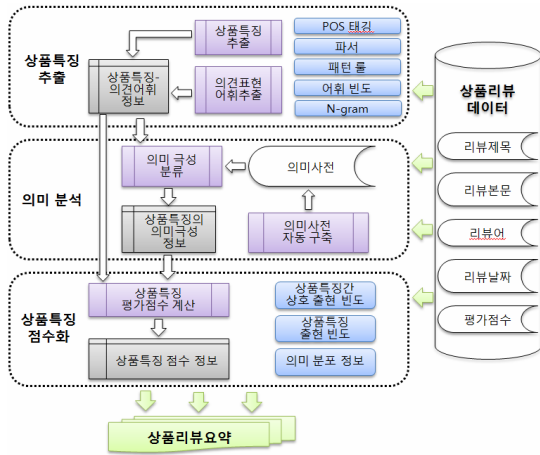 상품특징
추출
상품특징
추출
상품특징-
의견어휘
정보
의견표현
어휘추출
POS 태깅
파서
패턴 룰
어휘 빈도
N-gram
의미 분석
의미 극성
분류
의미사전
상품특징의
의미극성
정보
의미사전
자동 구축
상품특징
점수화
상품특징
평가점수 계산
상품특징 점수 정보
상품특징간
상호 출현 빈도
상품특징
출현 빈도
의미 분포 정보
상품리뷰
데이터
리뷰제목
리뷰본문
리뷰어
리뷰날짜
평가점수
상품리뷰요약